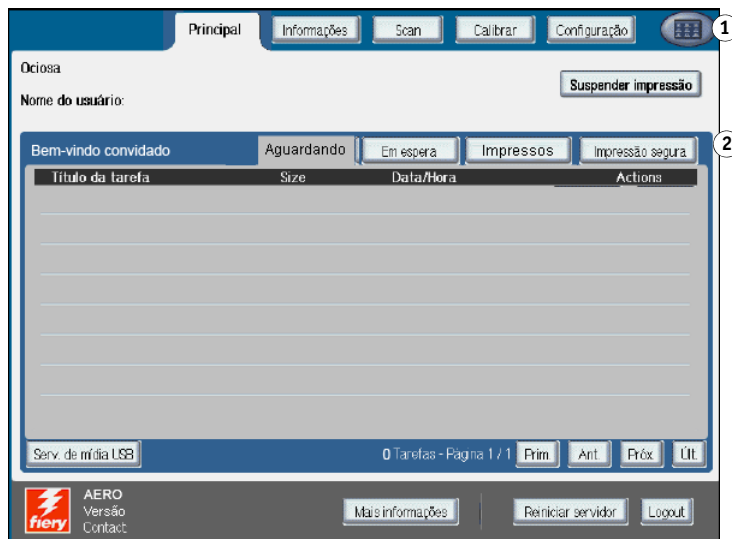 Principal Informações Scan Calibrar Configuração 1
Ociosa
Suspender impressão
Nome do usuário:
Bem-vindo convidado Aguardando Em espera Impressos Impressão segura 2
Título da tarefa Size Data/Hora Actions
Serv. de mídia USB 0 Tarefas - Página 1 / 1 Prim Ant. Próx Últ.
fiery AERO
Versão
Contact
Mais informações Reiniciar servidor Logout